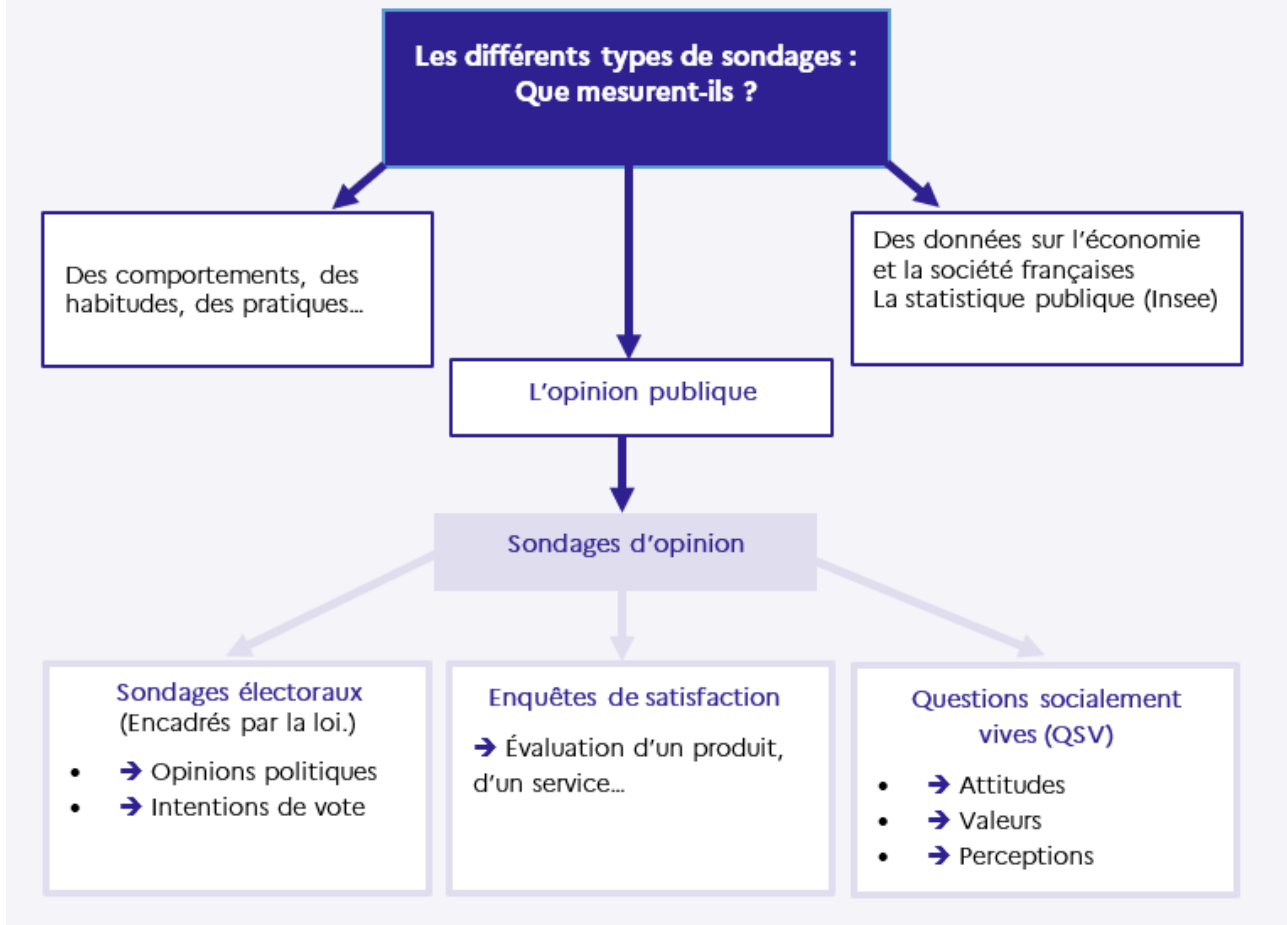 Les différents types de sondages :
Que mesurent-ils ?
Des comportements, des
habitudes, des pratiques…
Des données sur l'économie
et la société françaises
La statistique publique (Insee)
L'opinion publique
Sondages d'opinion
Sondages électoraux
(Encadrés par la loi.)
• ➔ Opinions politiques
• ➔ Intentions de vote
Enquêtes de satisfaction
➔ Évaluation d'un produit,
d'un service…
Questions socialement
vives (QSV)
• ➔ Attitudes
• ➔ Valeurs
• ➔ Perceptions